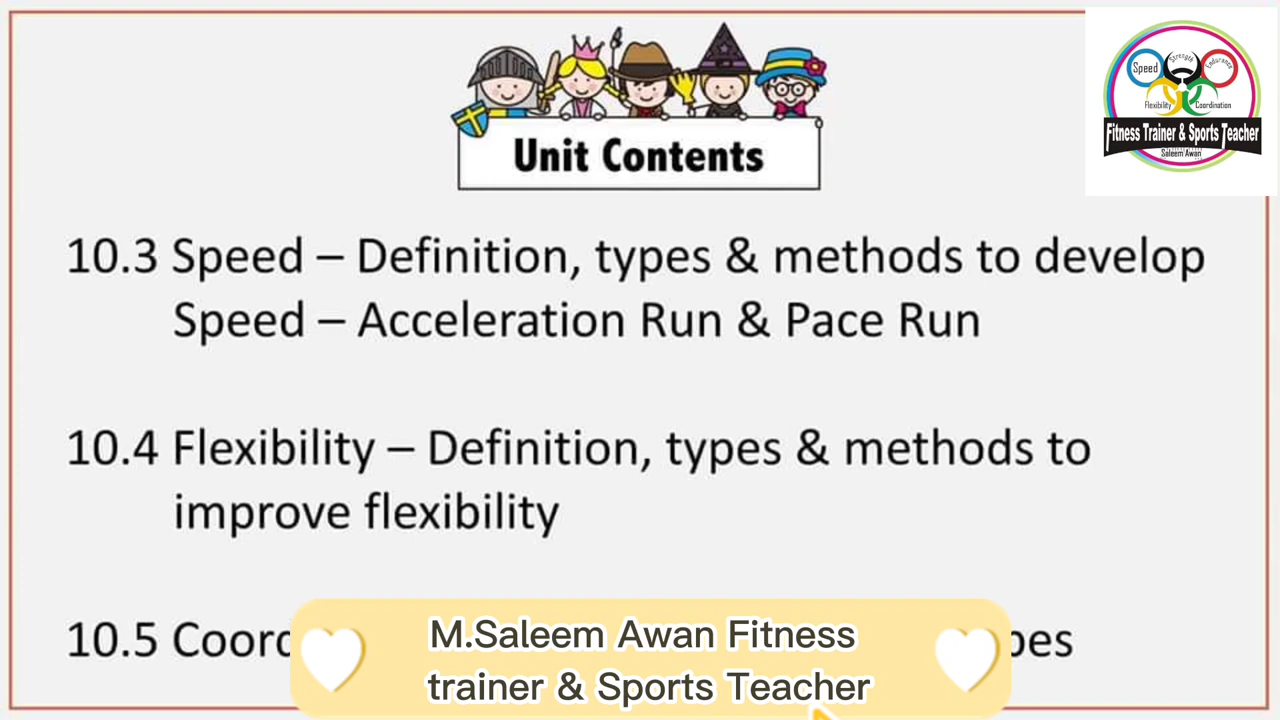 Unit Contents
Speed
Strength
Endurance
Flexibility
Coordination
Fitness Trainer & Sports Teacher
Saleem Awan
10.3 Speed – Definition, types & methods to develop
Speed – Acceleration Run & Pace Run
10.4 Flexibility – Definition, types & methods to
improve flexibility
10.5
M.Saleem Awan Fitness
trainer & Sports Teacher